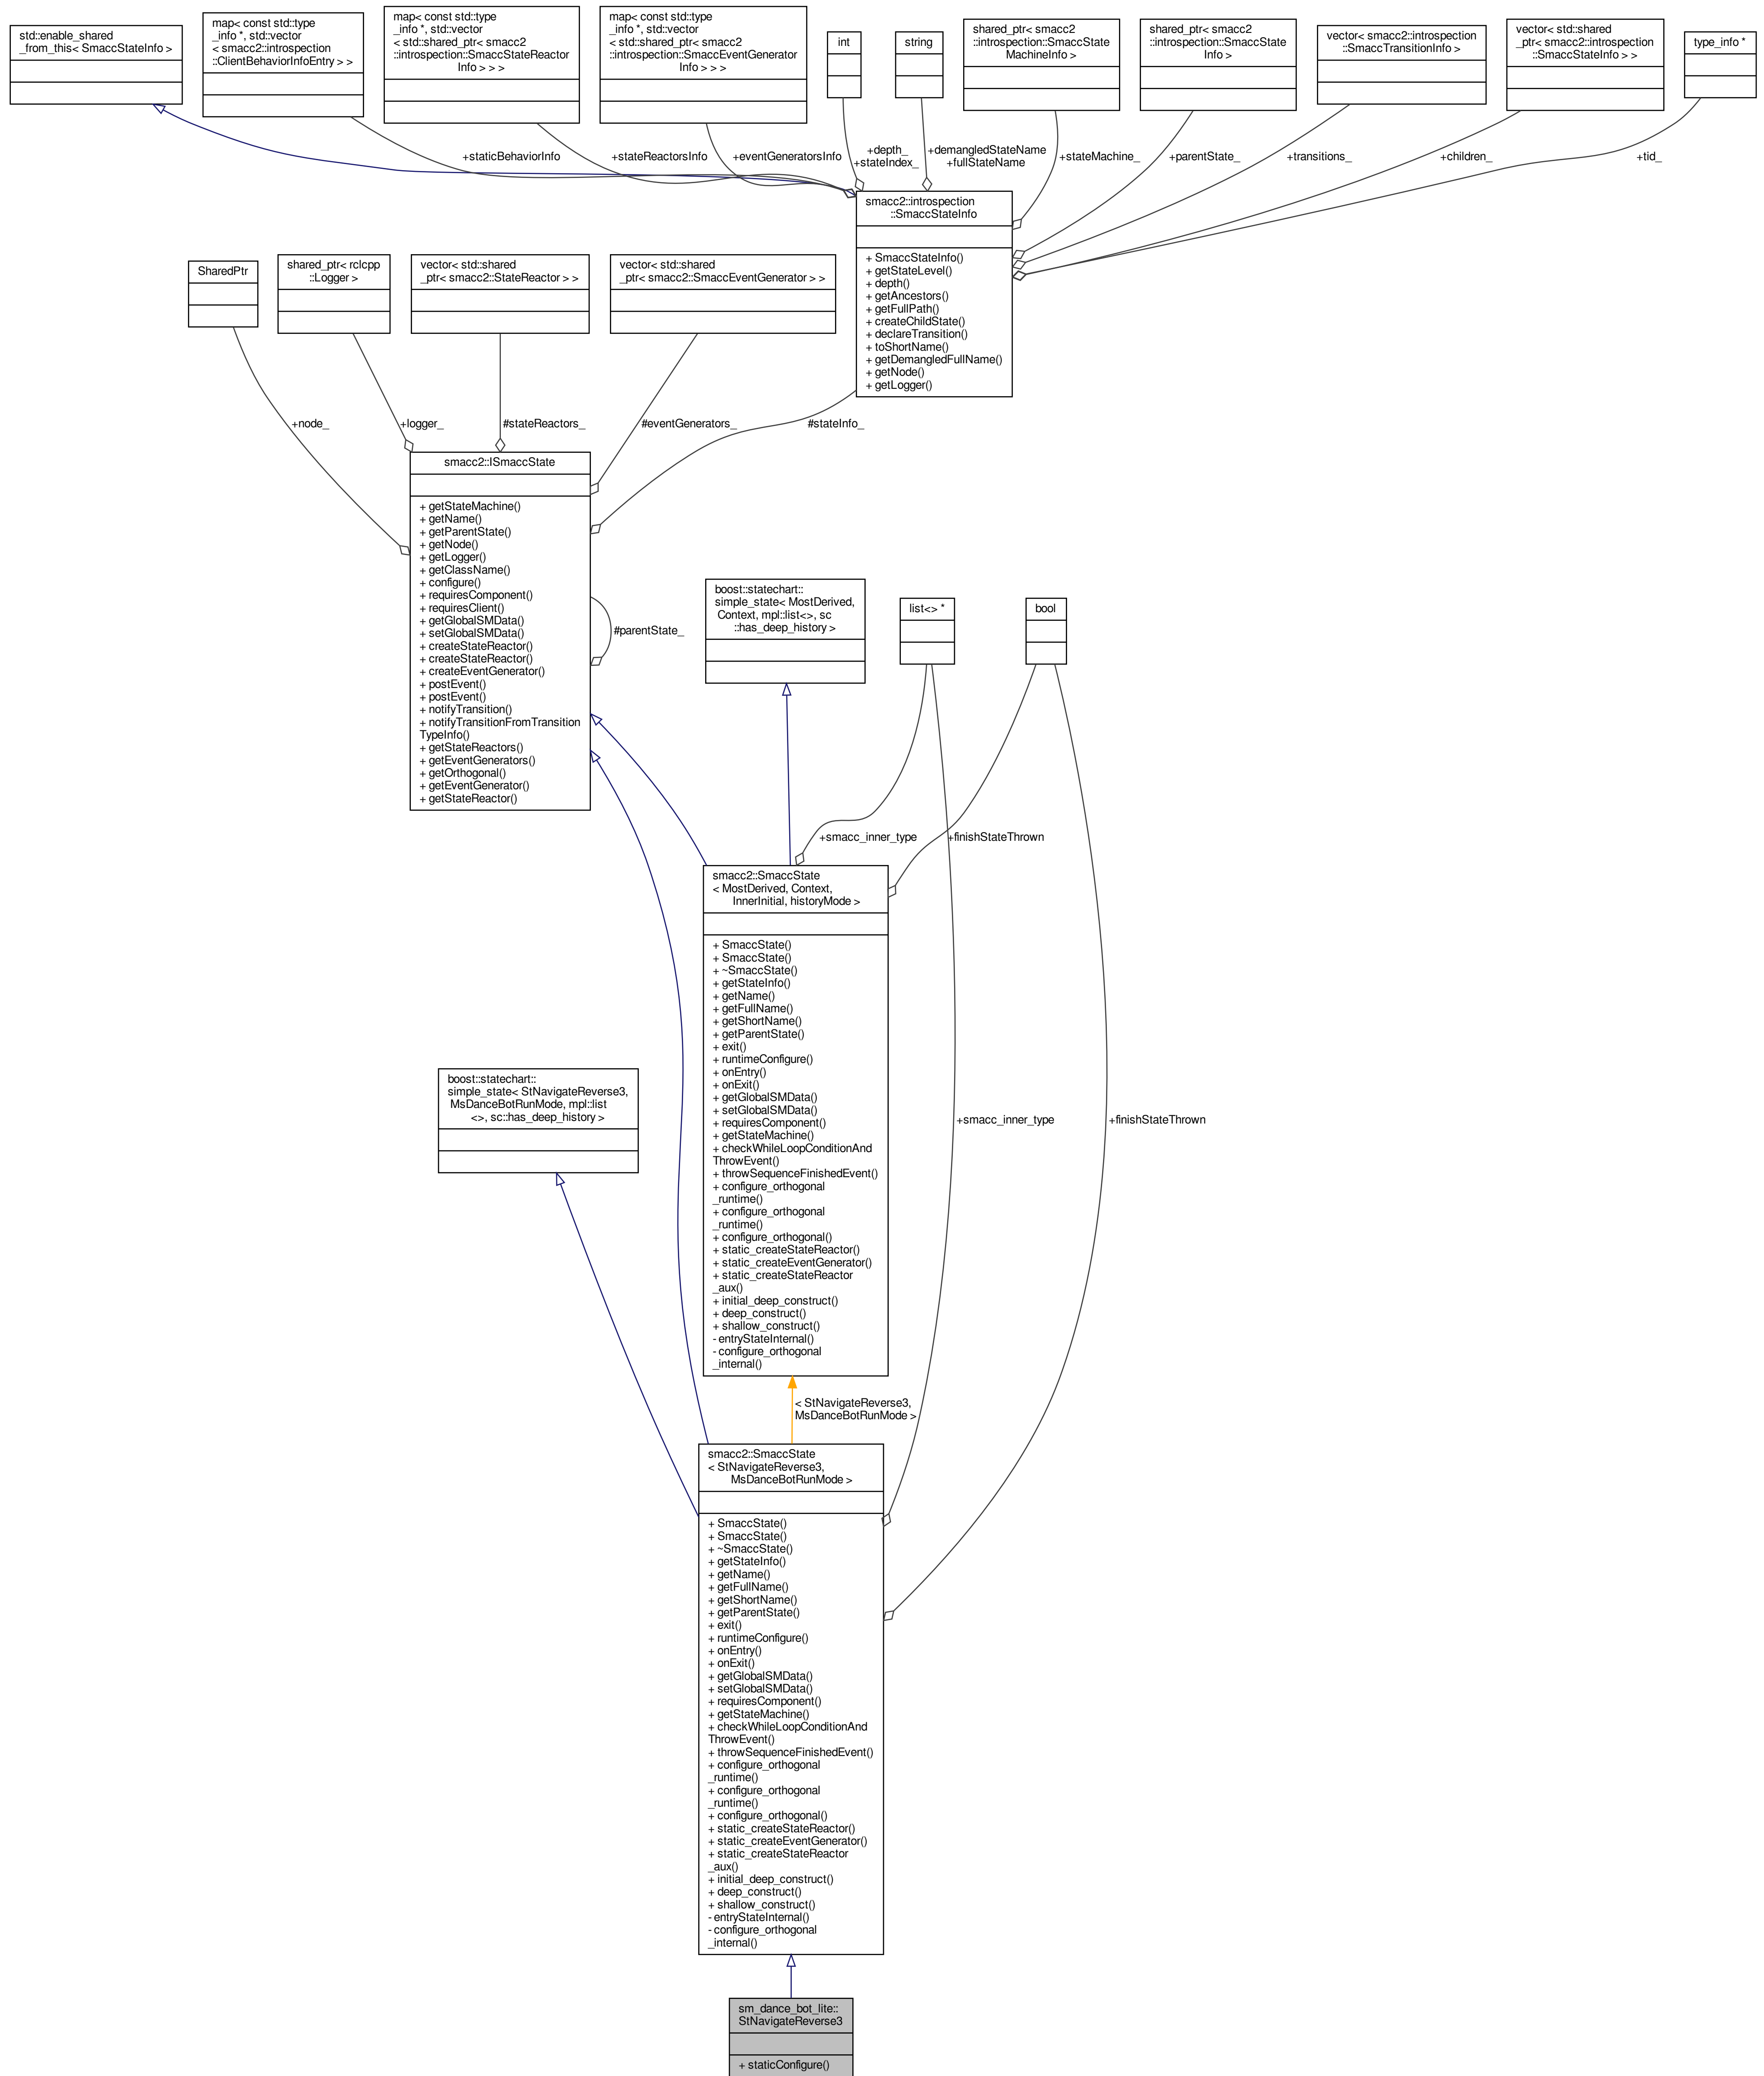 std::enable_shared
_from_this< SmaccStateInfo >
map< const std::type
_info *, std::vector
< smacc2::introspection
::ClientBehaviorInfoEntry > >
map< const std::type
_info *, std::vector
< std::shared_ptr< smacc2
::introspection::SmaccStateReactor
Info > > >
map< const std::type
_info *, std::vector
< std::shared_ptr< smacc2
::introspection::SmaccEventGenerator
Info > > >
int
string
shared_ptr< smacc2
::introspection::SmaccState
MachineInfo >
shared_ptr< smacc2
::introspection::SmaccState
Info >
vector< smacc2::introspection
::SmaccTransitionInfo >
vector< std::shared
_ptr< smacc2::introspection
::SmaccStateInfo > >
type_info *
+staticBehaviorInfo
+stateReactorsInfo
+eventGeneratorsInfo
+depth_
+stateIndex_
+demangledStateName
+fullStateName
+stateMachine_
+parentState_
+transitions_
+children_
+tid_
smacc2::introspection
::SmaccStateInfo
+ SmaccStateInfo()
+ getStateLevel()
+ depth()
+ getAncestors()
+ getFullPath()
+ createChildState()
+ declareTransition()
+ toShortName()
+ getDemangledFullName()
+ getNode()
+ getLogger()
SharedPtr
shared_ptr< rclcpp
::Logger >
vector< std::shared
_ptr< smacc2::StateReactor > >
vector< std::shared
_ptr< smacc2::SmaccEventGenerator > >
+node_
+logger_
#stateReactors_
#eventGenerators_
#stateInfo_
smacc2::ISmaccState
+ getStateMachine()
+ getName()
+ getParentState()
+ getNode()
+ getLogger()
+ getClassName()
+ configure()
+ requiresComponent()
+ requiresClient()
+ getGlobalSMData()
+ setGlobalSMData()
+ createStateReactor()
+ createStateReactor()
+ createEventGenerator()
+ postEvent()
+ postEvent()
+ notifyTransition()
+ notifyTransitionFromTransition
TypeInfo()
+ getStateReactors()
+ getEventGenerators()
+ getOrthogonal()
+ getEventGenerator()
+ getStateReactor()
#parentState_
boost::statechart::
simple_state< MostDerived,
Context, mpl::list<>, sc
::has_deep_history >
list<> *
bool
+smacc_inner_type
+finishStateThrown
smacc2::SmaccState
< MostDerived, Context,
InnerInitial, historyMode >
+ SmaccState()
+ SmaccState()
+ ~SmaccState()
+ getStateInfo()
+ getName()
+ getFullName()
+ getShortName()
+ getParentState()
+ exit()
+ runtimeConfigure()
+ onEntry()
+ onExit()
+ getGlobalSMData()
+ setGlobalSMData()
+ requiresComponent()
+ getStateMachine()
+ checkWhileLoopConditionAnd
ThrowEvent()
+ throwSequenceFinishedEvent()
+ configure_orthogonal
_runtime()
+ configure_orthogonal
_runtime()
+ configure_orthogonal()
+ static_createStateReactor()
+ static_createEventGenerator()
+ static_createStateReactor
_aux()
+ initial_deep_construct()
+ deep_construct()
+ shallow_construct()
- entryStateInternal()
- configure_orthogonal
_internal()
boost::statechart::
simple_state< StNavigateReverse3,
MsDanceBotRunMode, mpl::list
<>, sc::has_deep_history >
+smacc_inner_type
+finishStateThrown
< StNavigateReverse3,
MsDanceBotRunMode >
smacc2::SmaccState
< StNavigateReverse3,
MsDanceBotRunMode >
+ SmaccState()
+ SmaccState()
+ ~SmaccState()
+ getStateInfo()
+ getName()
+ getFullName()
+ getShortName()
+ getParentState()
+ exit()
+ runtimeConfigure()
+ onEntry()
+ onExit()
+ getGlobalSMData()
+ setGlobalSMData()
+ requiresComponent()
+ getStateMachine()
+ checkWhileLoopConditionAnd
ThrowEvent()
+ throwSequenceFinishedEvent()
+ configure_orthogonal
_runtime()
+ configure_orthogonal
_runtime()
+ configure_orthogonal()
+ static_createStateReactor()
+ static_createEventGenerator()
+ static_createStateReactor
_aux()
+ initial_deep_construct()
+ deep_construct()
+ shallow_construct()
- entryStateInternal()
- configure_orthogonal
_internal()
sm_dance_bot_lite::
StNavigateReverse3
+ staticConfigure()